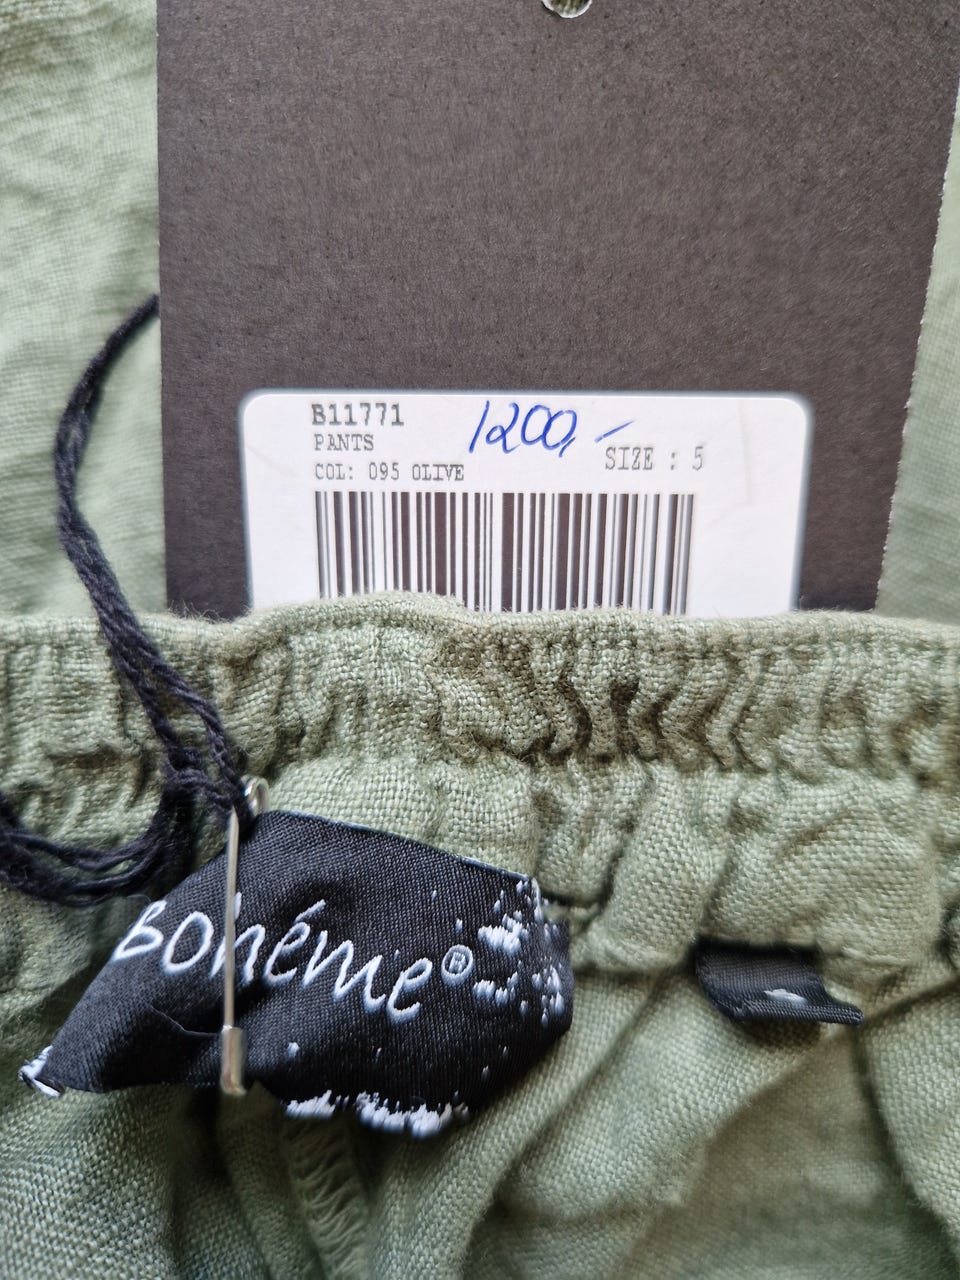 B11771
1200,-
PANTS
SIZE : 5
COL: 095 OLIVE
Bohéme®